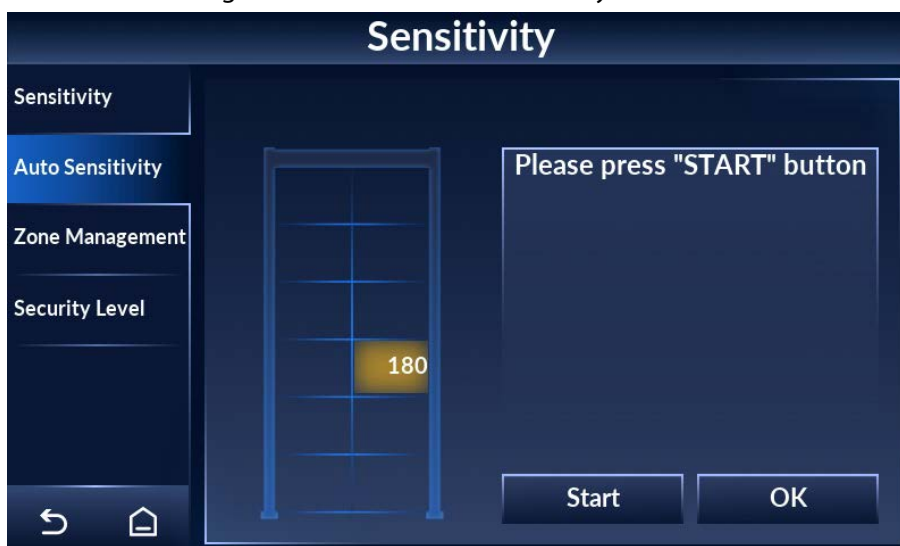 Sensitivity
Sensitivity
Auto Sensitivity
Zone Management
Security Level
Please press "START" button
180
Start
OK